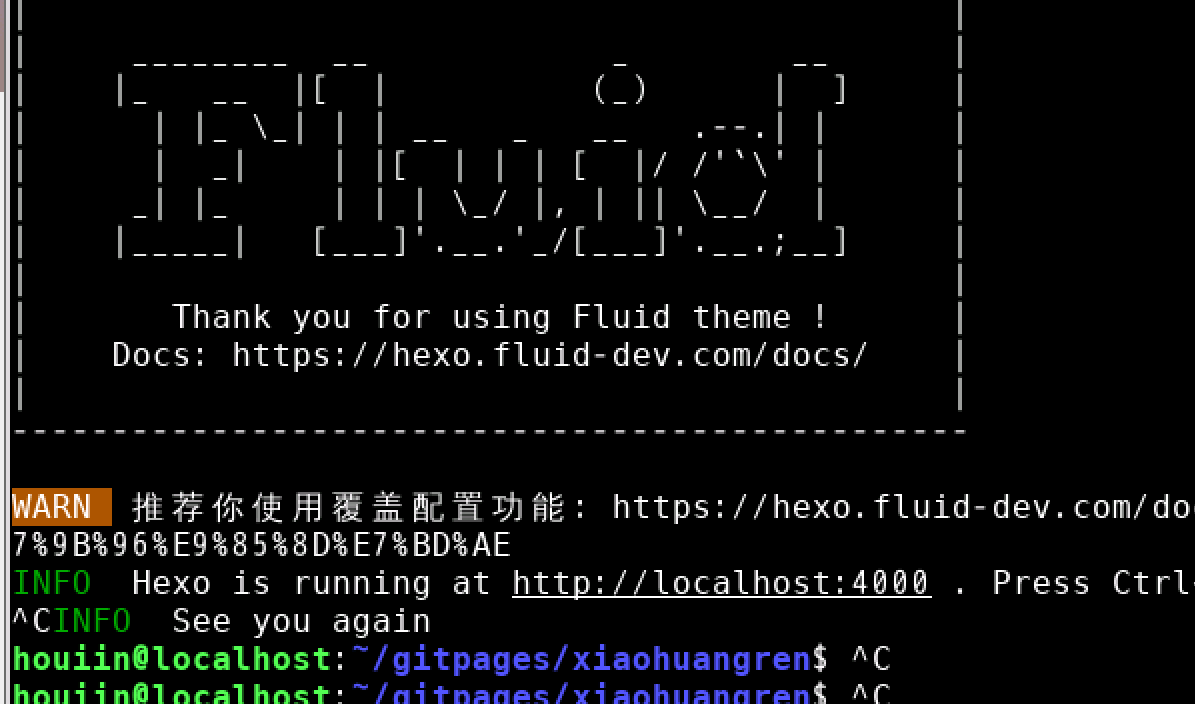 Fluid
Thank you for using Fluid theme !
Docs: https://hexo.fluid-dev.com/docs/
WARN 推荐你使用覆盖配置功能: https://hexo.fluid-dev.com/do
7%9B%96%E9%85%8D%E7%BD%AE
INFO Hexo is running at http://localhost:4000 . Press Ctrl
^CINFO See you again
houjin@localhost:~/gitpages/xiaohuangren$ ^C
houjin@localhost:~/gitpages/xiaohuangren$ ^C